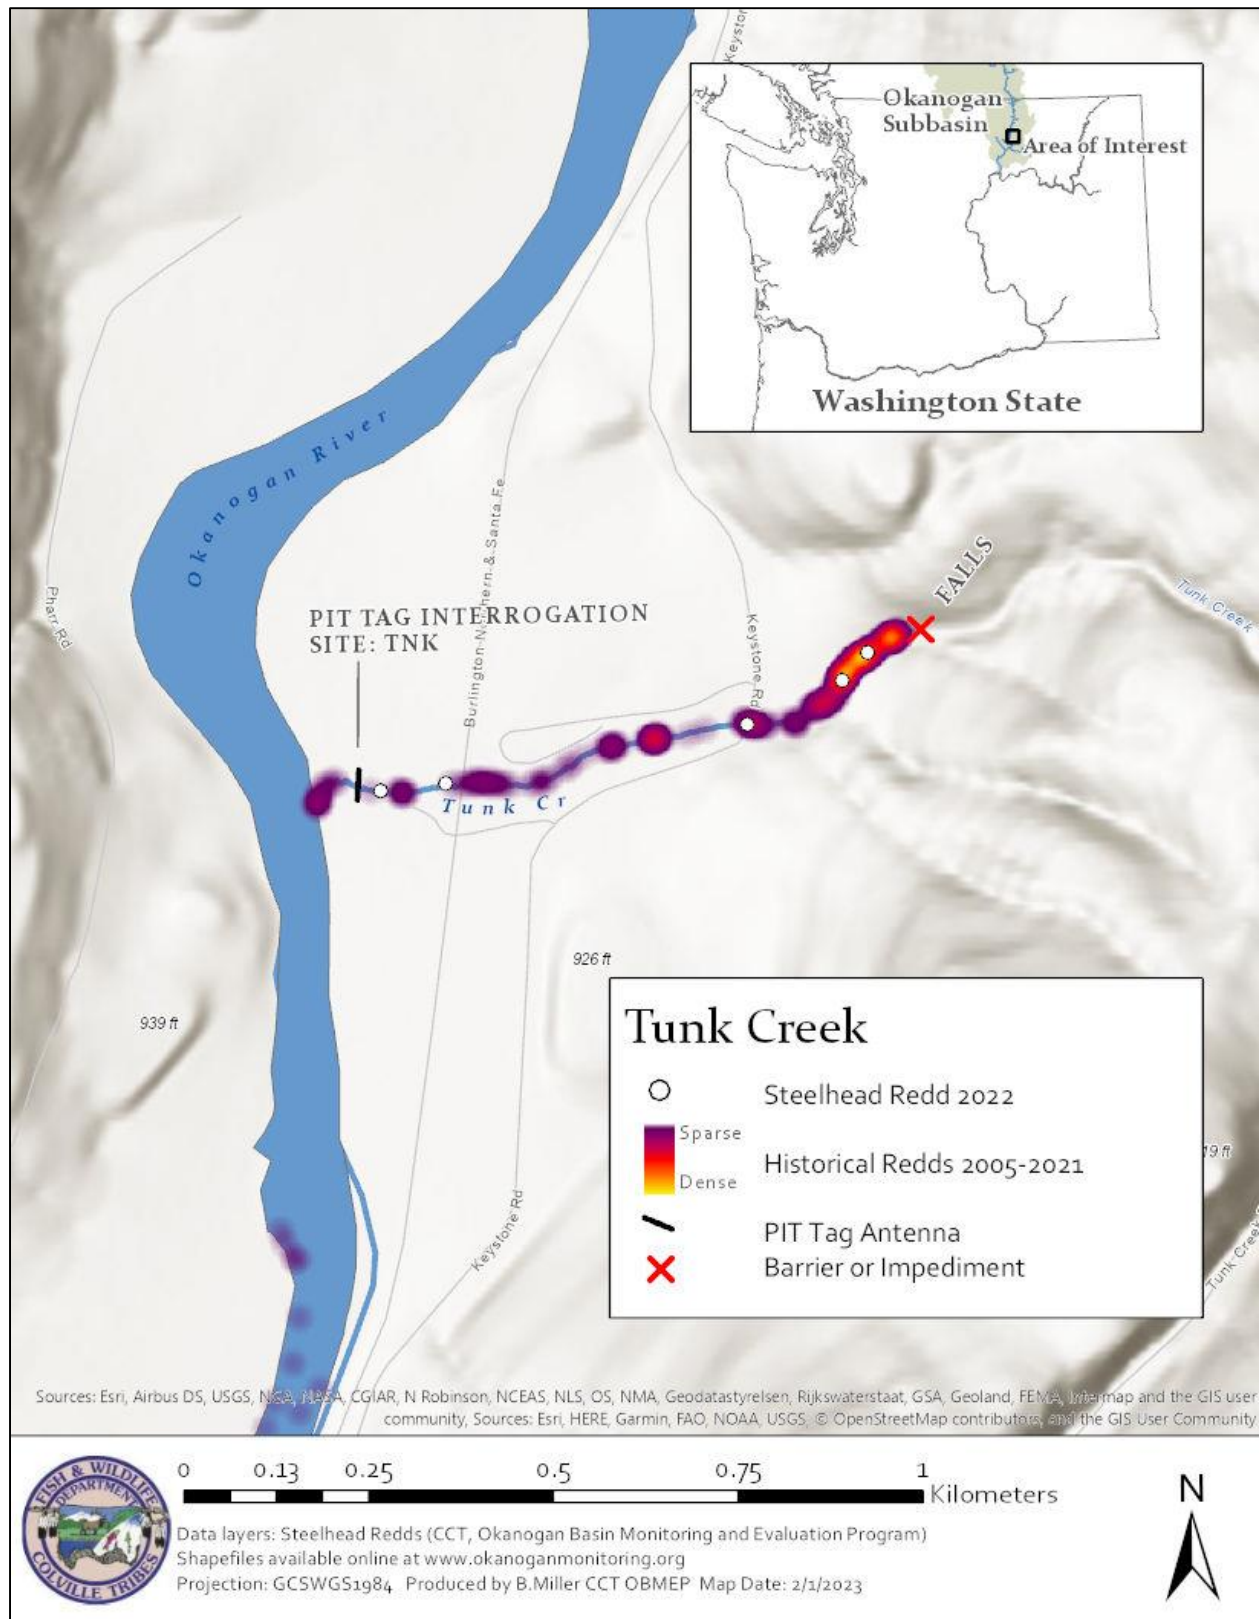 Keystone Rd
Okanogan
Subbasin
Area of Interest
Washington State
Okanogan River
Burlington Northern & Santa Fe
Pharr Rd
PIT TAG INTERROGATION
SITE: TNK
Keystone Rd
FALLS
Tunk Creek
Tunk Cr
926 ft
939 ft
Keystone Rd
Tunk Creek
19 ft
Tunk Creek
Steelhead Redd 2022
Sparse
Dense
Historical Redds 2005-2021
PIT Tag Antenna
Barrier or Impediment
Sources: Esri, Airbus DS, USGS, NGA, NASA, CGIAR, N Robinson, NCEAS, NLS, OS, NMA, Geodatastyrelsen, Rijkswaterstaat, GSA, Geoland, FEMA, Intermap and the GIS user
community, Sources: Esri, HERE, Garmin, FAO, NOAA, USGS, © OpenStreetMap contributors, and the GIS User Community
FISH & WILDLIFE
DEPARTMENT
COLVILLE TRIBES
0 0.13 0.25 0.5 0.75 1
Kilometers
N
Data layers: Steelhead Redds (CCT, Okanogan Basin Monitoring and Evaluation Program)
Shapefiles available online at www.okanoganmonitoring.org
Projection: GCSWGS1984 Produced by B.Miller CCT OBMEP Map Date: 2/1/2023